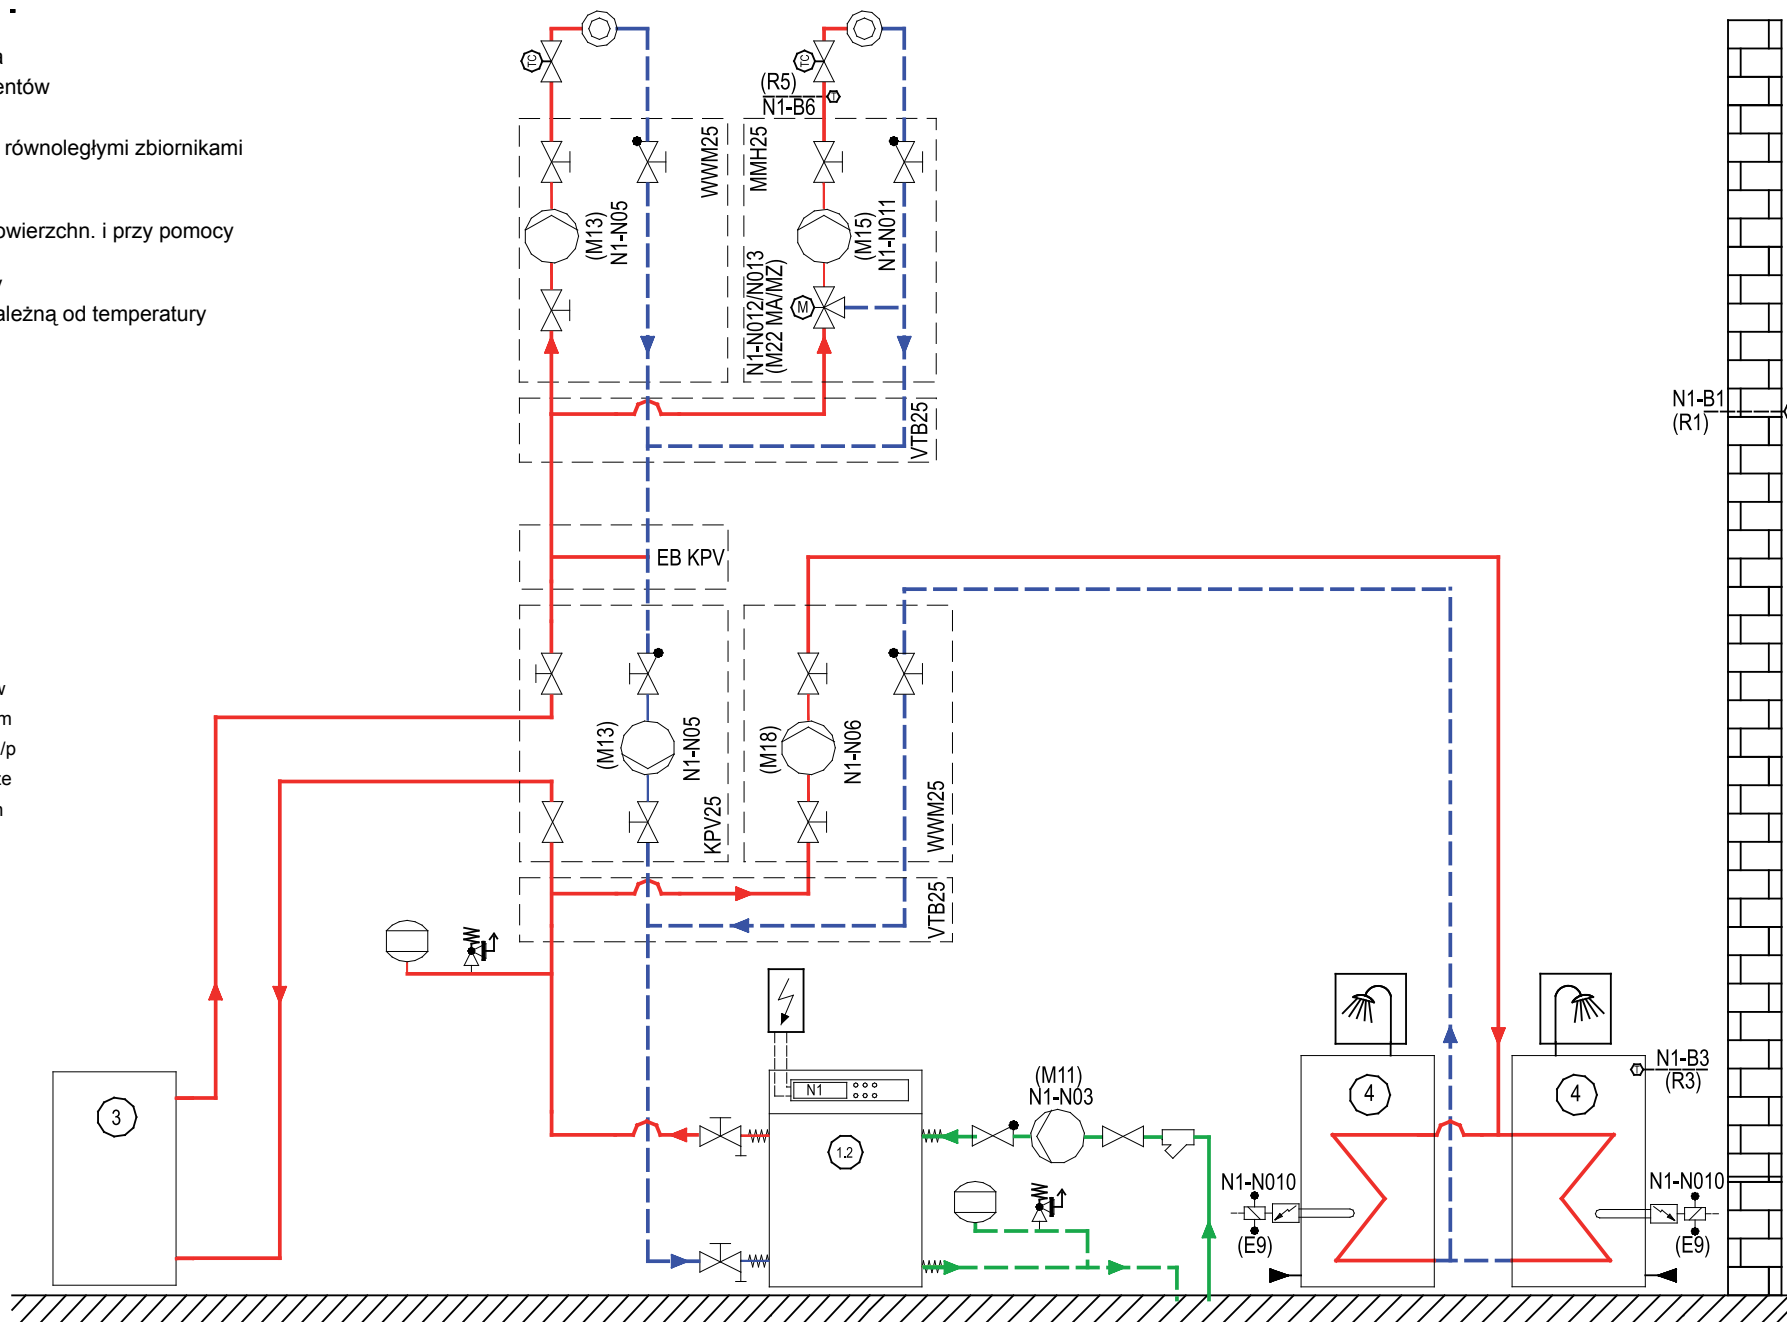 -
a
entów
równoległymi zbiornikami
owierzchn. i przy pomocy
y
ależną od temperatury
w
m
/p
że
h
TC
TC
(R5)
N1-B6
WWM25
MMH25
(M13)
N1-N05
(M15)
N1-N011
N1-N012/N013
(M22 MA/MZ)
M
VTB25
N1-B1
(R1)
EB KPV
(M13)
N1-N05
KPV25
(M18)
N1-N06
WWM25
VTB25
3
N1
1.2
(M11)
N1-N03
4
4
N1-B3
(R3)
T
T
N1-N010
(E9)
N1-N010
(E9)